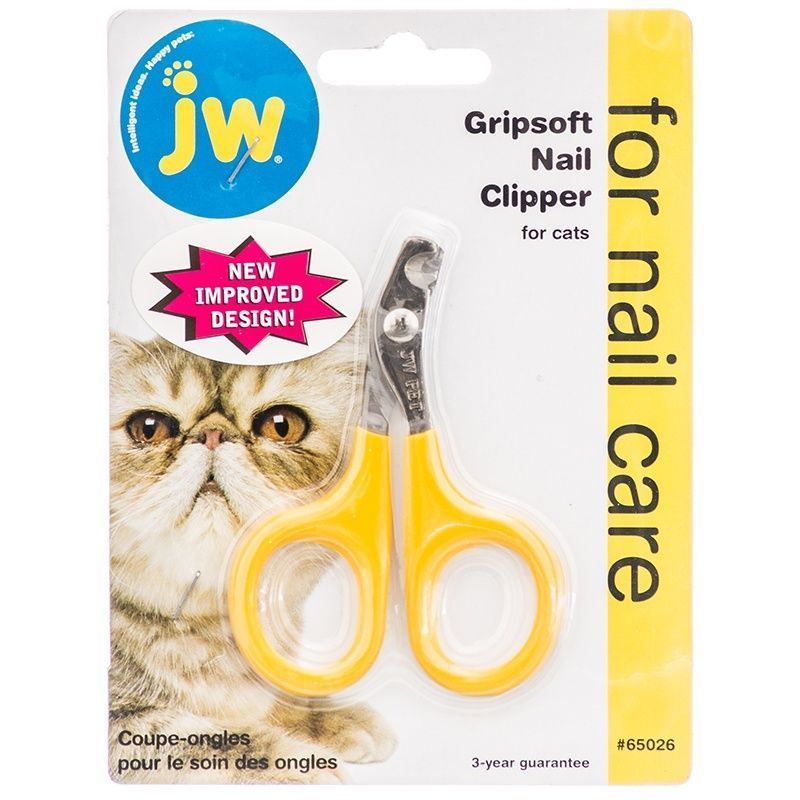 Intelligent ideas. Happy pets.
jw®
Gripsoft
Nail
Clipper
for cats
for nail care
NEW
IMPROVED
DESIGN!
JW PET
Coupe-ongles
pour le soin des ongles
3-year guarantee
#65026